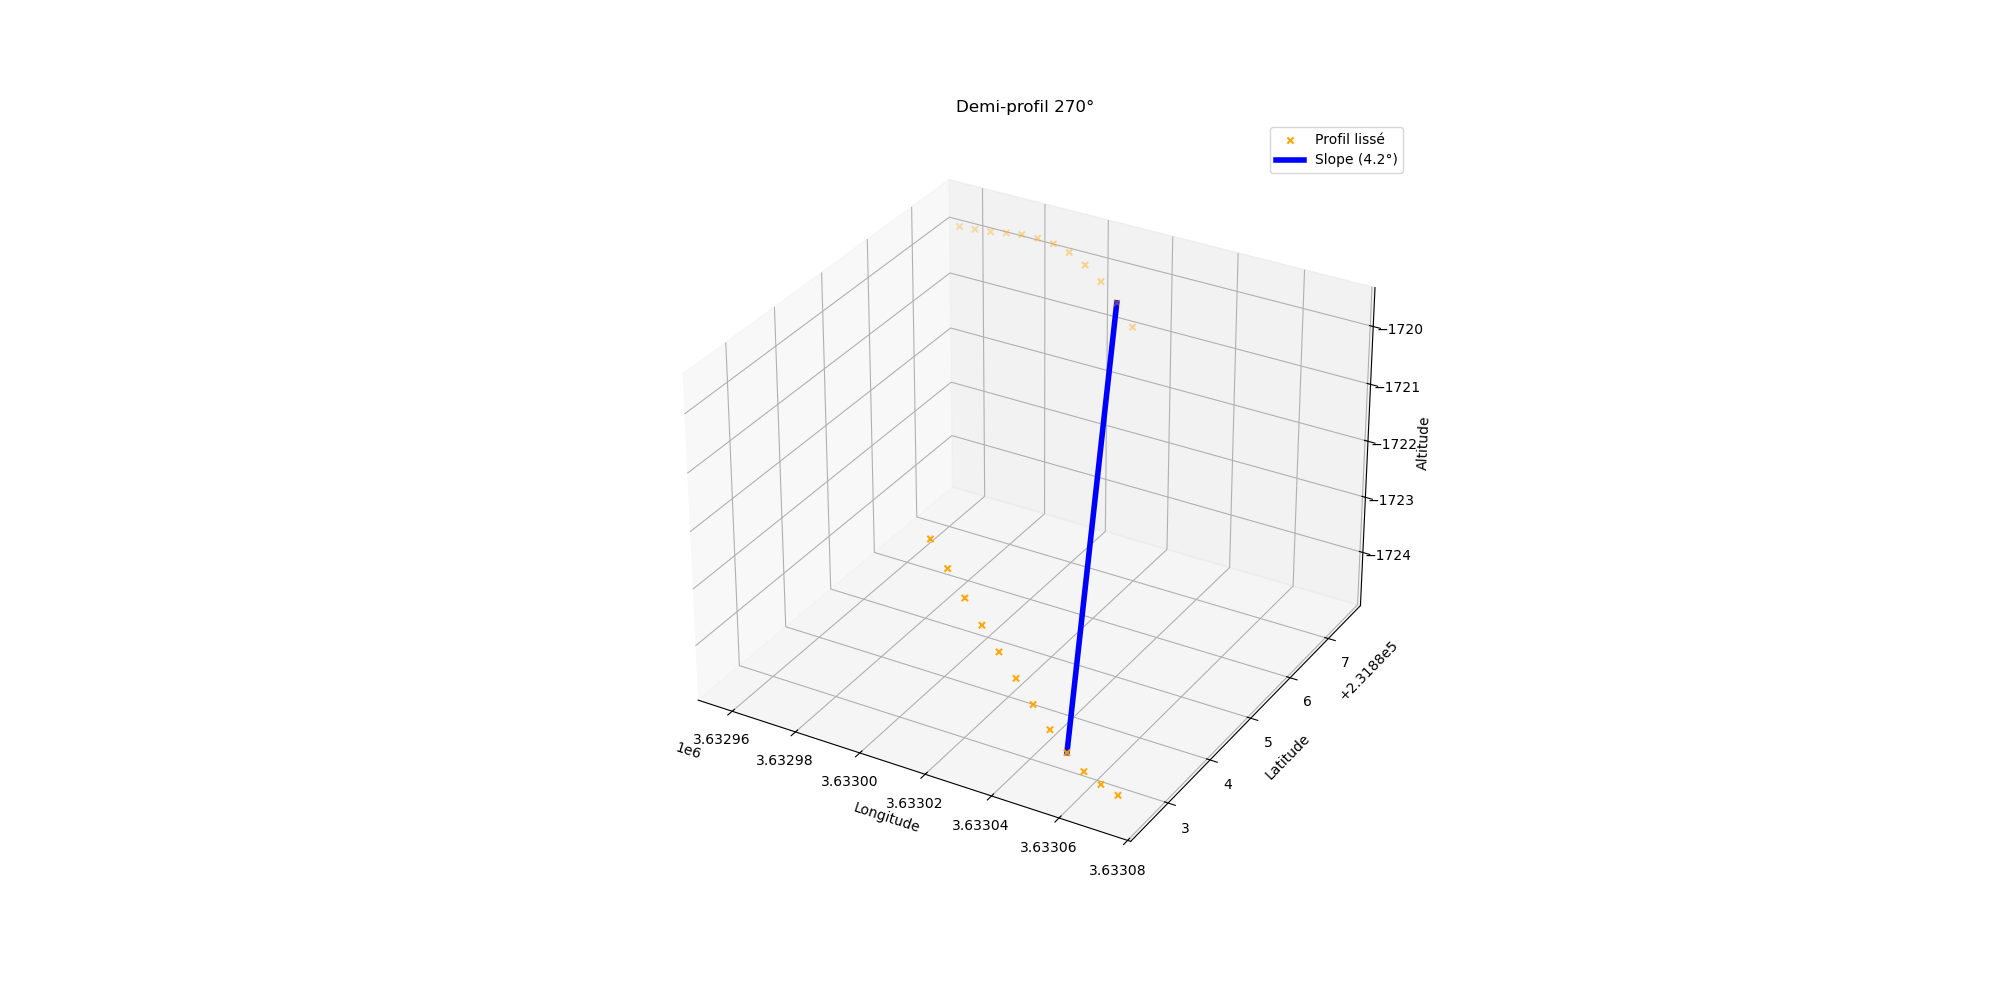 Demi-profil 270°
Profil lissé
Slope (4.2°)
−1720
−1721
−1722
−1723
−1724
Altitude
7
6
5
4
3
+2.3188e5
Latitude
3.63296
3.63298
3.63300
3.63302
3.63304
3.63306
3.63308
1e6
Longitude